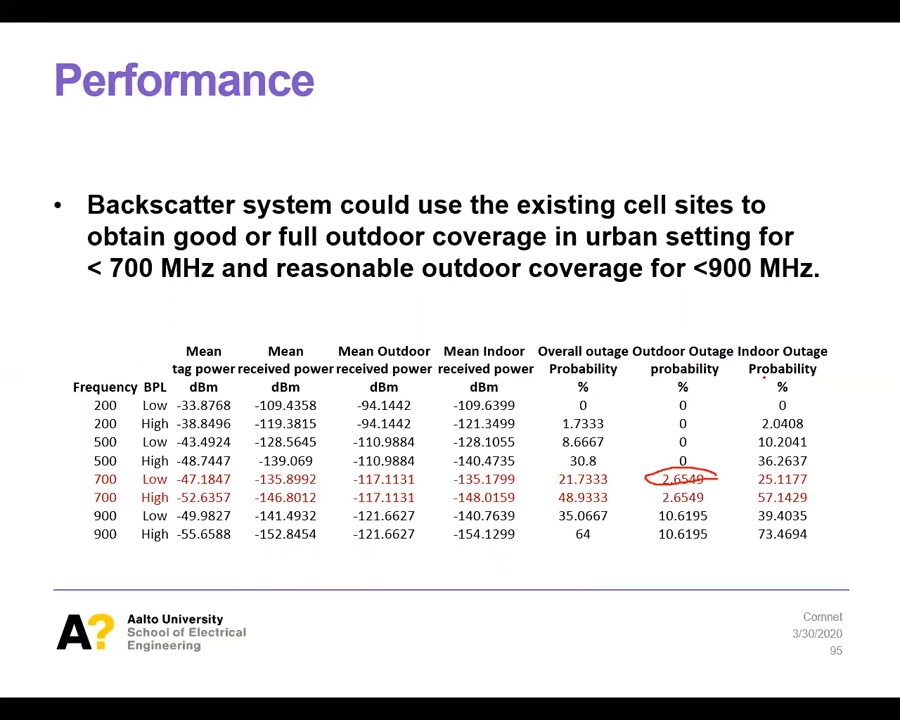 Performance
• Backscatter system could use the existing cell sites to
obtain good or full outdoor coverage in urban setting for
< 700 MHz and reasonable outdoor coverage for <900 MHz.
Mean Mean Mean Outdoor Mean Indoor Overall outage Outdoor Outage Indoor Outage
tag power received power received power received power Probability probability Probability
Frequency BPL dBm dBm dBm dBm % % %
200 Low -33.8768 -109.4358 -94.1442 -109.6399 0 0 0
200 High -38.8496 -119.3815 -94.1442 -121.3499 1.7333 0 2.0408
500 Low -43.4924 -128.5645 -110.9884 -128.1055 8.6667 0 10.2041
500 High -48.7447 -139.069 -110.9884 -140.4735 30.8 0 36.2637
700 Low -47.1847 -135.8992 -117.1131 -135.1799 21.7333 2.6549 25.1177
700 High -52.6357 -146.8012 -117.1131 -148.0159 48.9333 2.6549 57.1429
900 Low -49.9827 -141.4932 -121.6627 -140.7639 35.0667 10.6195 39.4035
900 High -55.6588 -152.8454 -121.6627 -154.1299 64 10.6195 73.4694
A?
Aalto University
School of Electrical
Engineering
Comnet
3/30/2020
95